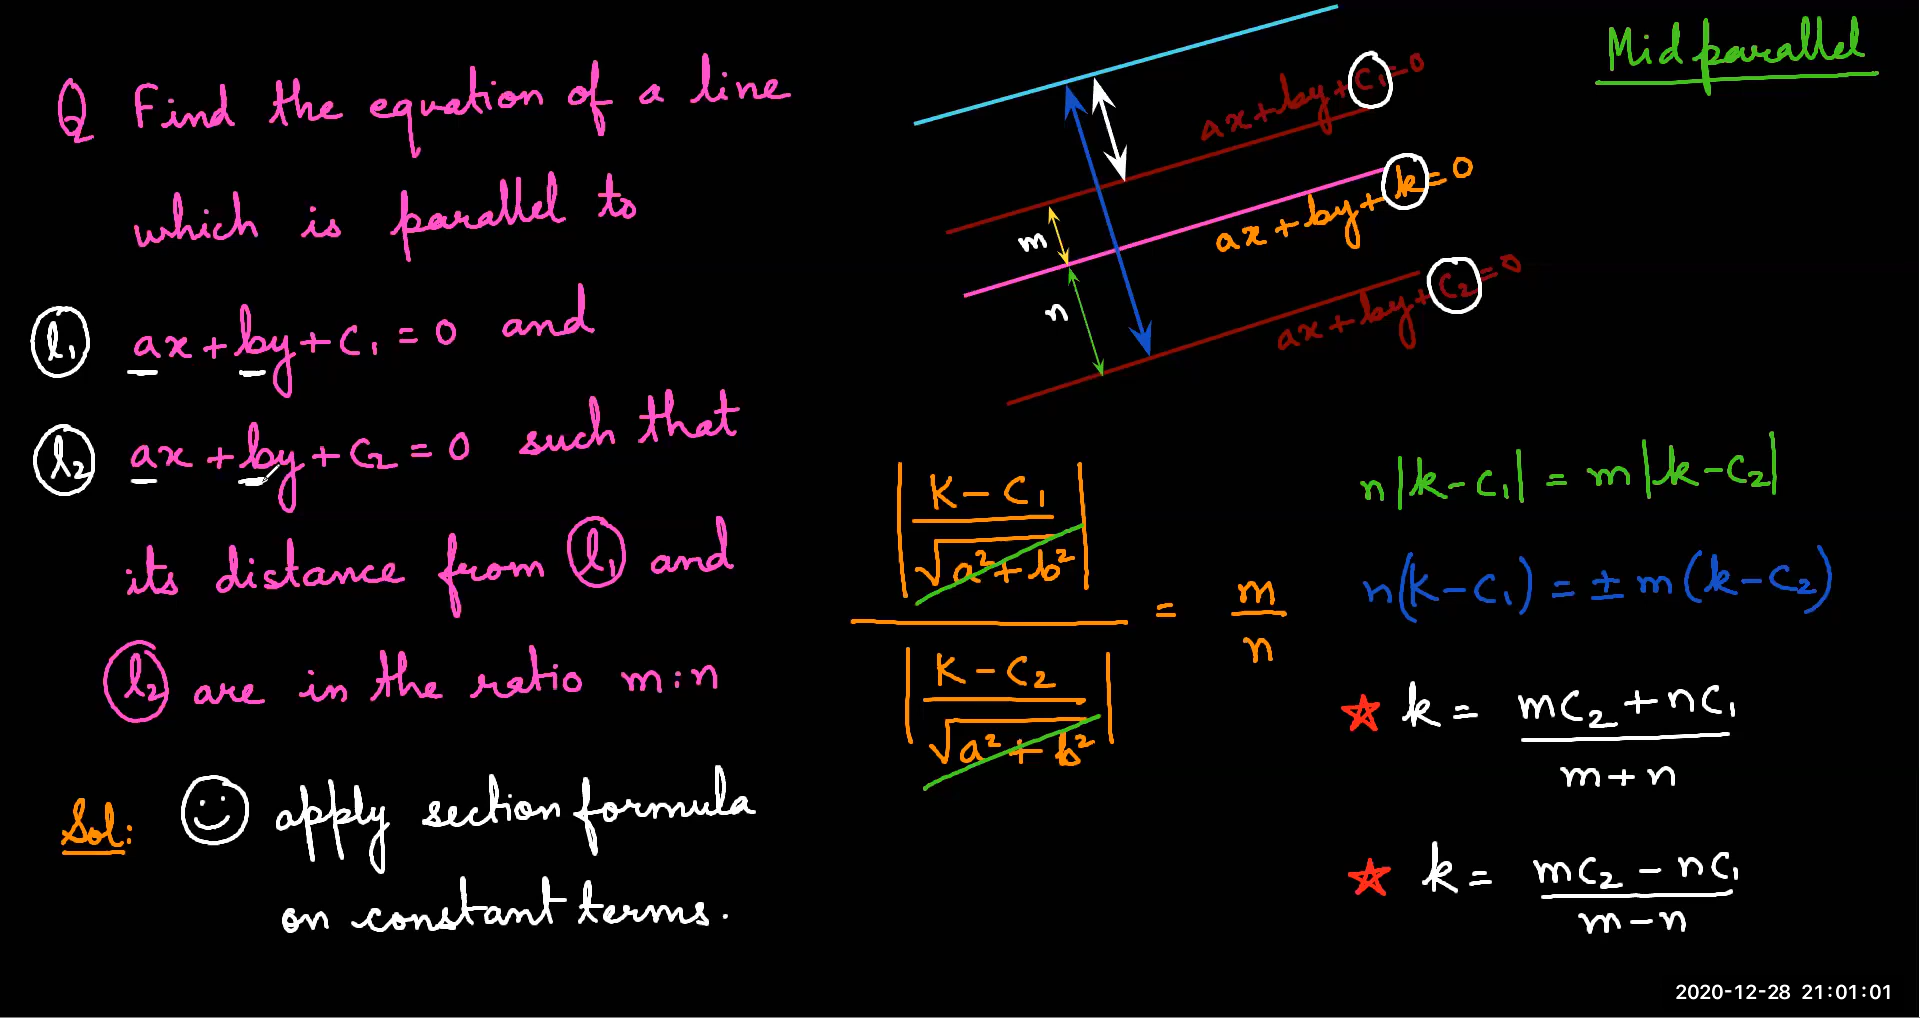 Mid parallel
Q Find the equation of a line
which is parallel to
l₁ ax + by + c₁ = 0 and
l₂ ax + by + c₂ = 0 such that
its distance from l₁ and
l₂ are in the ratio m:n
Sol: apply section formula
on constant terms.
ax + by + c₁ = 0
ax + by + k = 0
ax + by + c₂ = 0
m
n
| K - C₁ / √a² + b² |
| K - C₂ / √a² + b² |
= m / n
n|k - c₁| = m|k - c₂|
n(k - c₁) = ± m(k - c₂)
k = mc₂ + nc₁ / m + n
k = mc₂ - nc₁ / m - n
2020-12-28 21:01:01